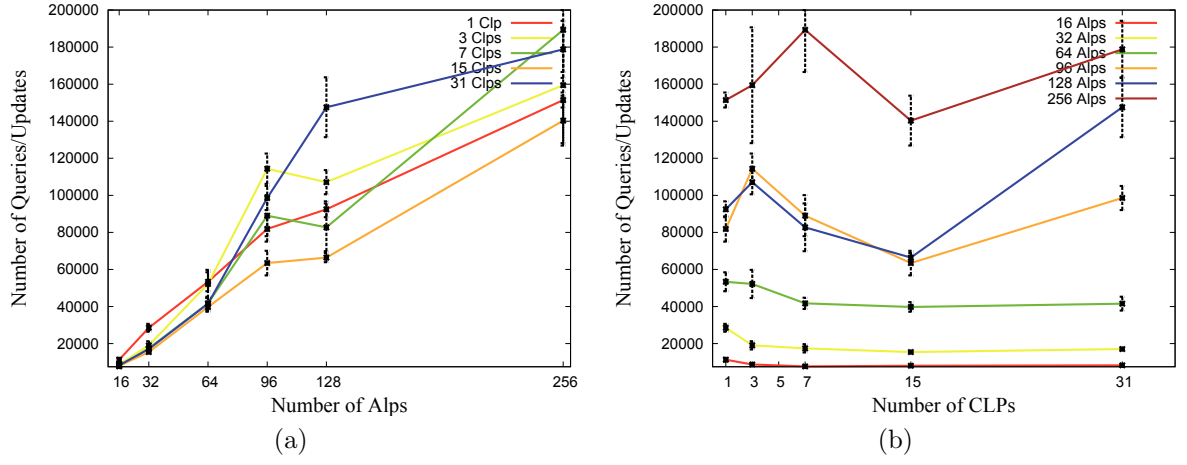 200000
180000
160000
140000
120000
100000
80000
60000
40000
20000
Number of Queries/Updates
1 Clp
3 Clps
7 Clps
15 Clps
31 Clps
16 32 64 96 128 256
Number of Alps
(a)
200000
180000
160000
140000
120000
100000
80000
60000
40000
20000
Number of Queries/Updates
16 Alps
32 Alps
64 Alps
96 Alps
128 Alps
256 Alps
1 3 5 7 15 31
Number of CLPs
(b)